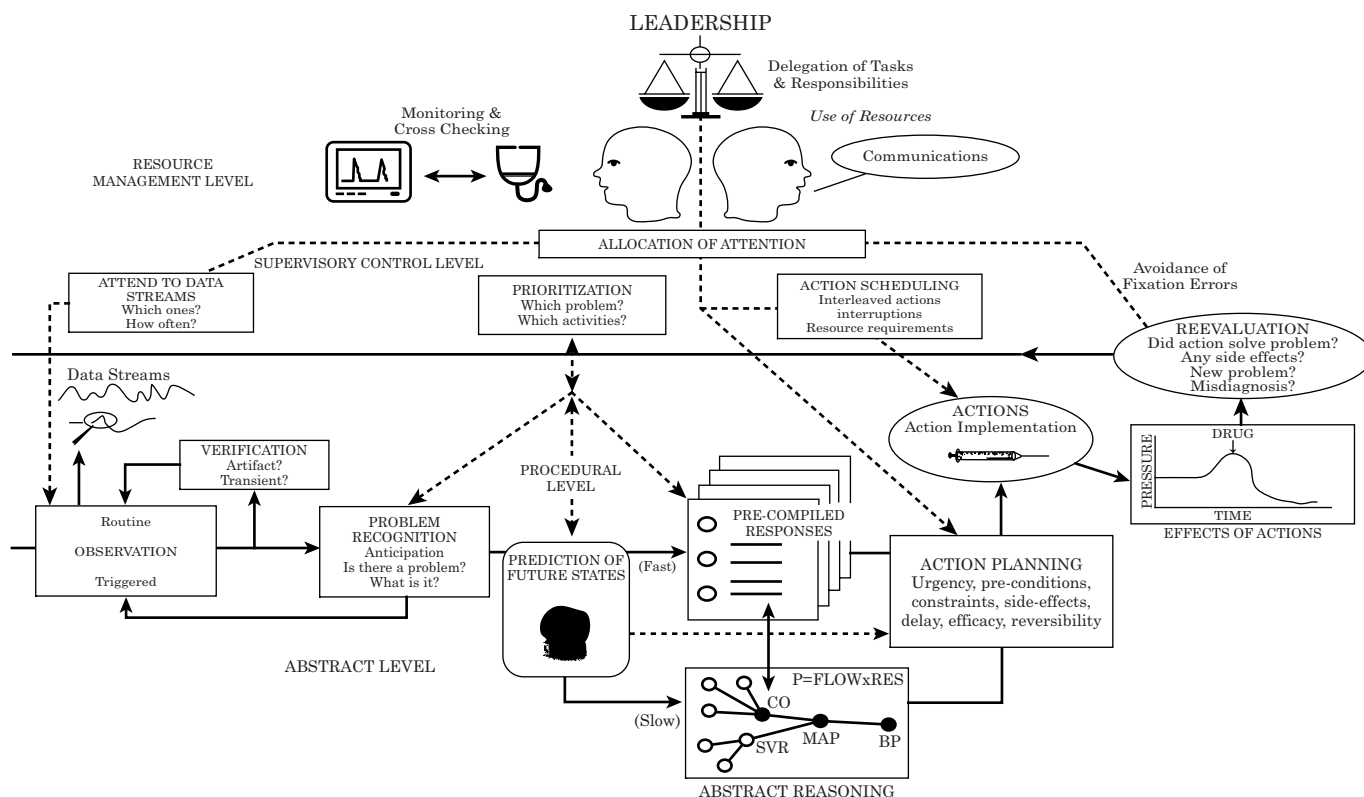 LEADERSHIP
Delegation of Tasks
& Responsibilities
Monitoring &
Cross Checking
Use of Resources
Communications
RESOURCE
MANAGEMENT LEVEL
ALLOCATION OF ATTENTION
SUPERVISORY CONTROL LEVEL
Avoidance of
Fixation Errors
ATTEND TO DATA
STREAMS
Which ones?
How often?
PRIORITIZATION
Which problem?
Which activities?
ACTION SCHEDULING
Interleaved actions
interruptions
Resource requirements
REEVALUATION
Did action solve problem?
Any side effects?
New problem?
Misdiagnosis?
Data Streams
ACTIONS
Action Implementation
VERIFICATION
Artifact?
Transient?
PROCEDURAL
LEVEL
DRUG
PRESSURE
TIME
EFFECTS OF ACTIONS
Routine
OBSERVATION
Triggered
PROBLEM
RECOGNITION
Anticipation
Is there a problem?
What is it?
PREDICTION OF
FUTURE STATES
(Fast)
PRE-COMPILED
RESPONSES
ACTION PLANNING
Urgency, pre-conditions,
constraints, side-effects,
delay, efficacy, reversibility
ABSTRACT LEVEL
(Slow)
P=FLOWxRES
CO
SVR
MAP
BP
ABSTRACT REASONING